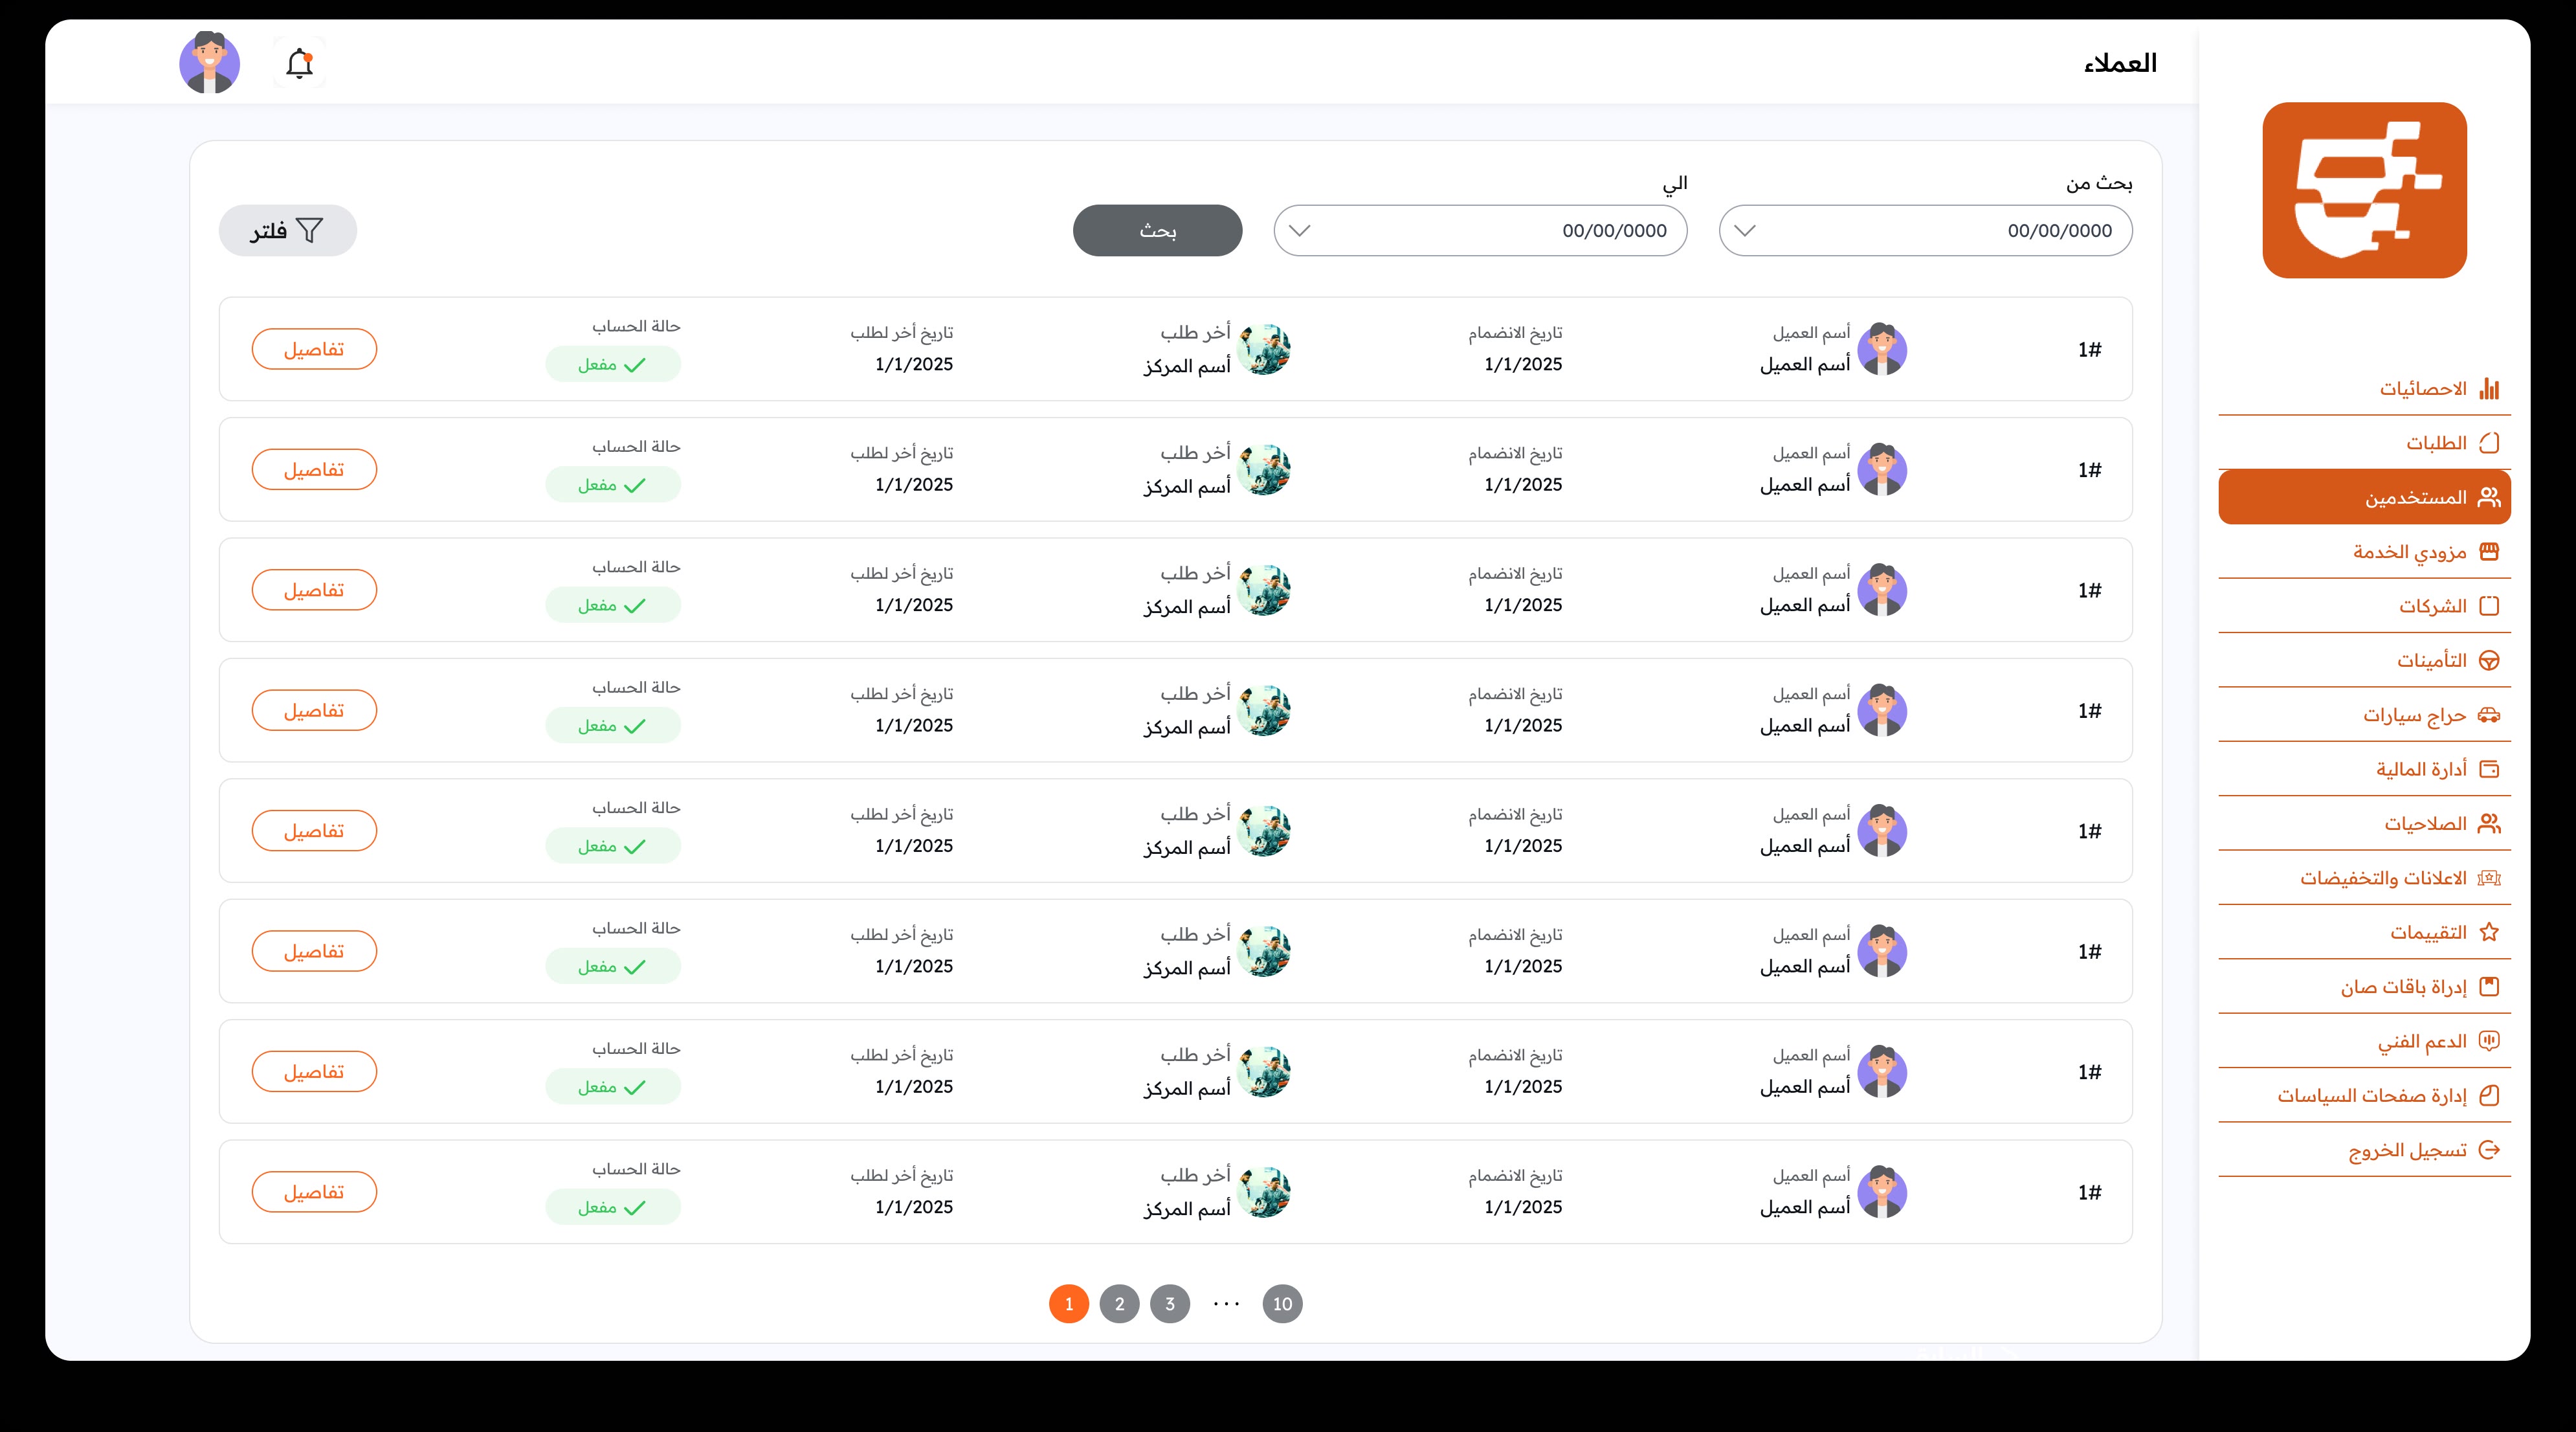 العملاء
بحث من
الي
00/00/0000
00/00/0000
بحث
فلتر
1#
أسم العميل
أسم العميل
تاريخ الانضمام
1/1/2025
أخر طلب
أسم المركز
تاريخ أخر لطلب
1/1/2025
حالة الحساب
مفعل
تفاصيل
1#
أسم العميل
أسم العميل
تاريخ الانضمام
1/1/2025
أخر طلب
أسم المركز
تاريخ أخر لطلب
1/1/2025
حالة الحساب
مفعل
تفاصيل
1#
أسم العميل
أسم العميل
تاريخ الانضمام
1/1/2025
أخر طلب
أسم المركز
تاريخ أخر لطلب
1/1/2025
حالة الحساب
مفعل
تفاصيل
1#
أسم العميل
أسم العميل
تاريخ الانضمام
1/1/2025
أخر طلب
أسم المركز
تاريخ أخر لطلب
1/1/2025
حالة الحساب
مفعل
تفاصيل
1#
أسم العميل
أسم العميل
تاريخ الانضمام
1/1/2025
أخر طلب
أسم المركز
تاريخ أخر لطلب
1/1/2025
حالة الحساب
مفعل
تفاصيل
1#
أسم العميل
أسم العميل
تاريخ الانضمام
1/1/2025
أخر طلب
أسم المركز
تاريخ أخر لطلب
1/1/2025
حالة الحساب
مفعل
تفاصيل
1#
أسم العميل
أسم العميل
تاريخ الانضمام
1/1/2025
أخر طلب
أسم المركز
تاريخ أخر لطلب
1/1/2025
حالة الحساب
مفعل
تفاصيل
1#
أسم العميل
أسم العميل
تاريخ الانضمام
1/1/2025
أخر طلب
أسم المركز
تاريخ أخر لطلب
1/1/2025
حالة الحساب
مفعل
تفاصيل
1 2 3 ... 10
الاحصائيات
الطلبات
المستخدمين
مزودي الخدمة
الشركات
التأمينات
حراج سيارات
أدارة المالية
الصلاحيات
الاعلانات والتخفيضات
التقييمات
إدراة باقات صان
الدعم الفني
إدارة صفحات السياسات
تسجيل الخروج